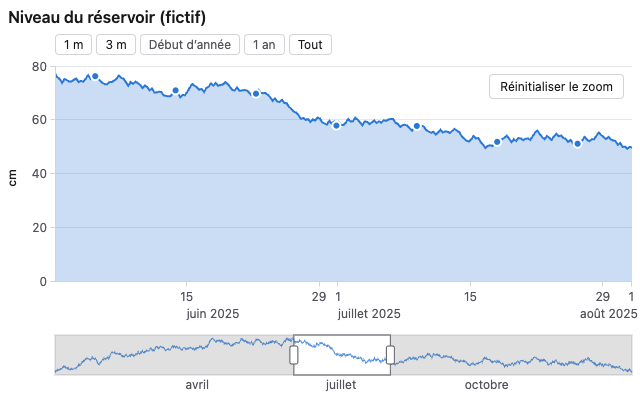 Niveau du réservoir (fictif)
1 m 3 m Début d'année 1 an Tout
Réinitialiser le zoom
80
60
40
20
0
cm
15 29 1 15 29 1
juin 2025 juillet 2025 août 2025
avril juillet octobre